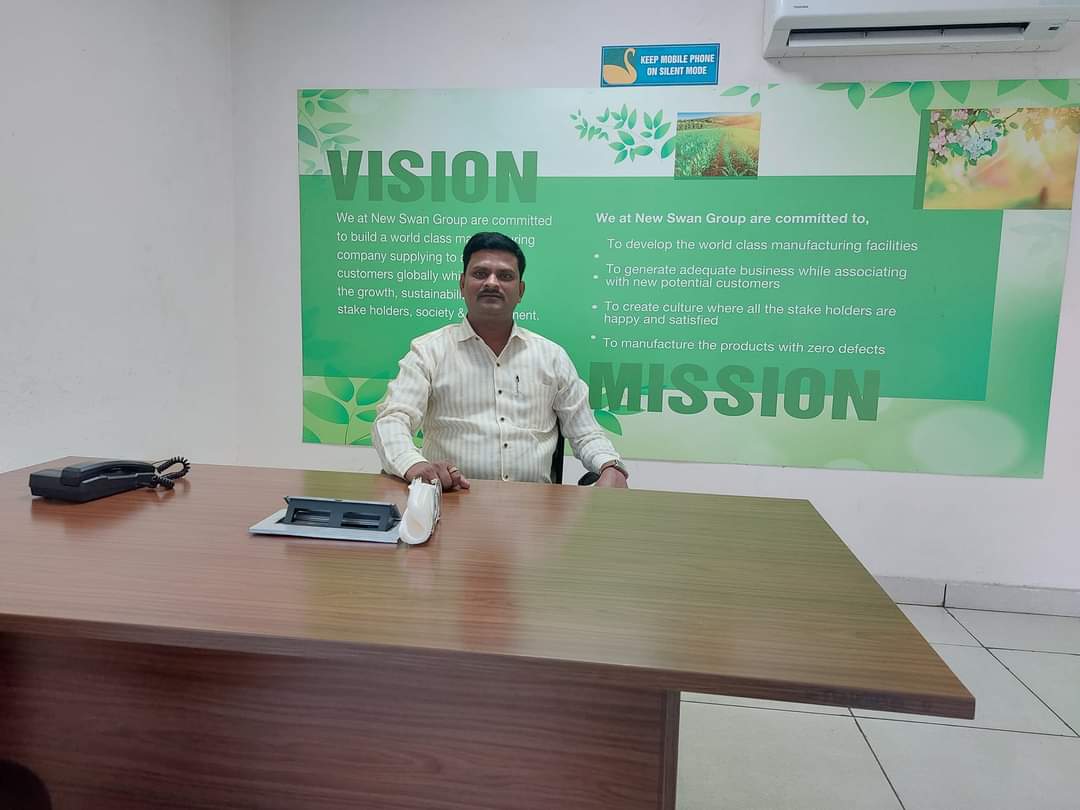 TOSHIBA
KEEP MOBILE PHONE
ON SILENT MODE
VISION
We at New Swan Group are committed
to build a world class
company supplying to
customers globally
the growth,
stake holders, society &
We at New Swan Group are committed to,
• To develop the world class manufacturing facilities
• To generate adequate business while associating
with new potential customers
• To create culture where all the stake holders are
happy and satisfied
• To manufacture the products with zero defects
MISSION